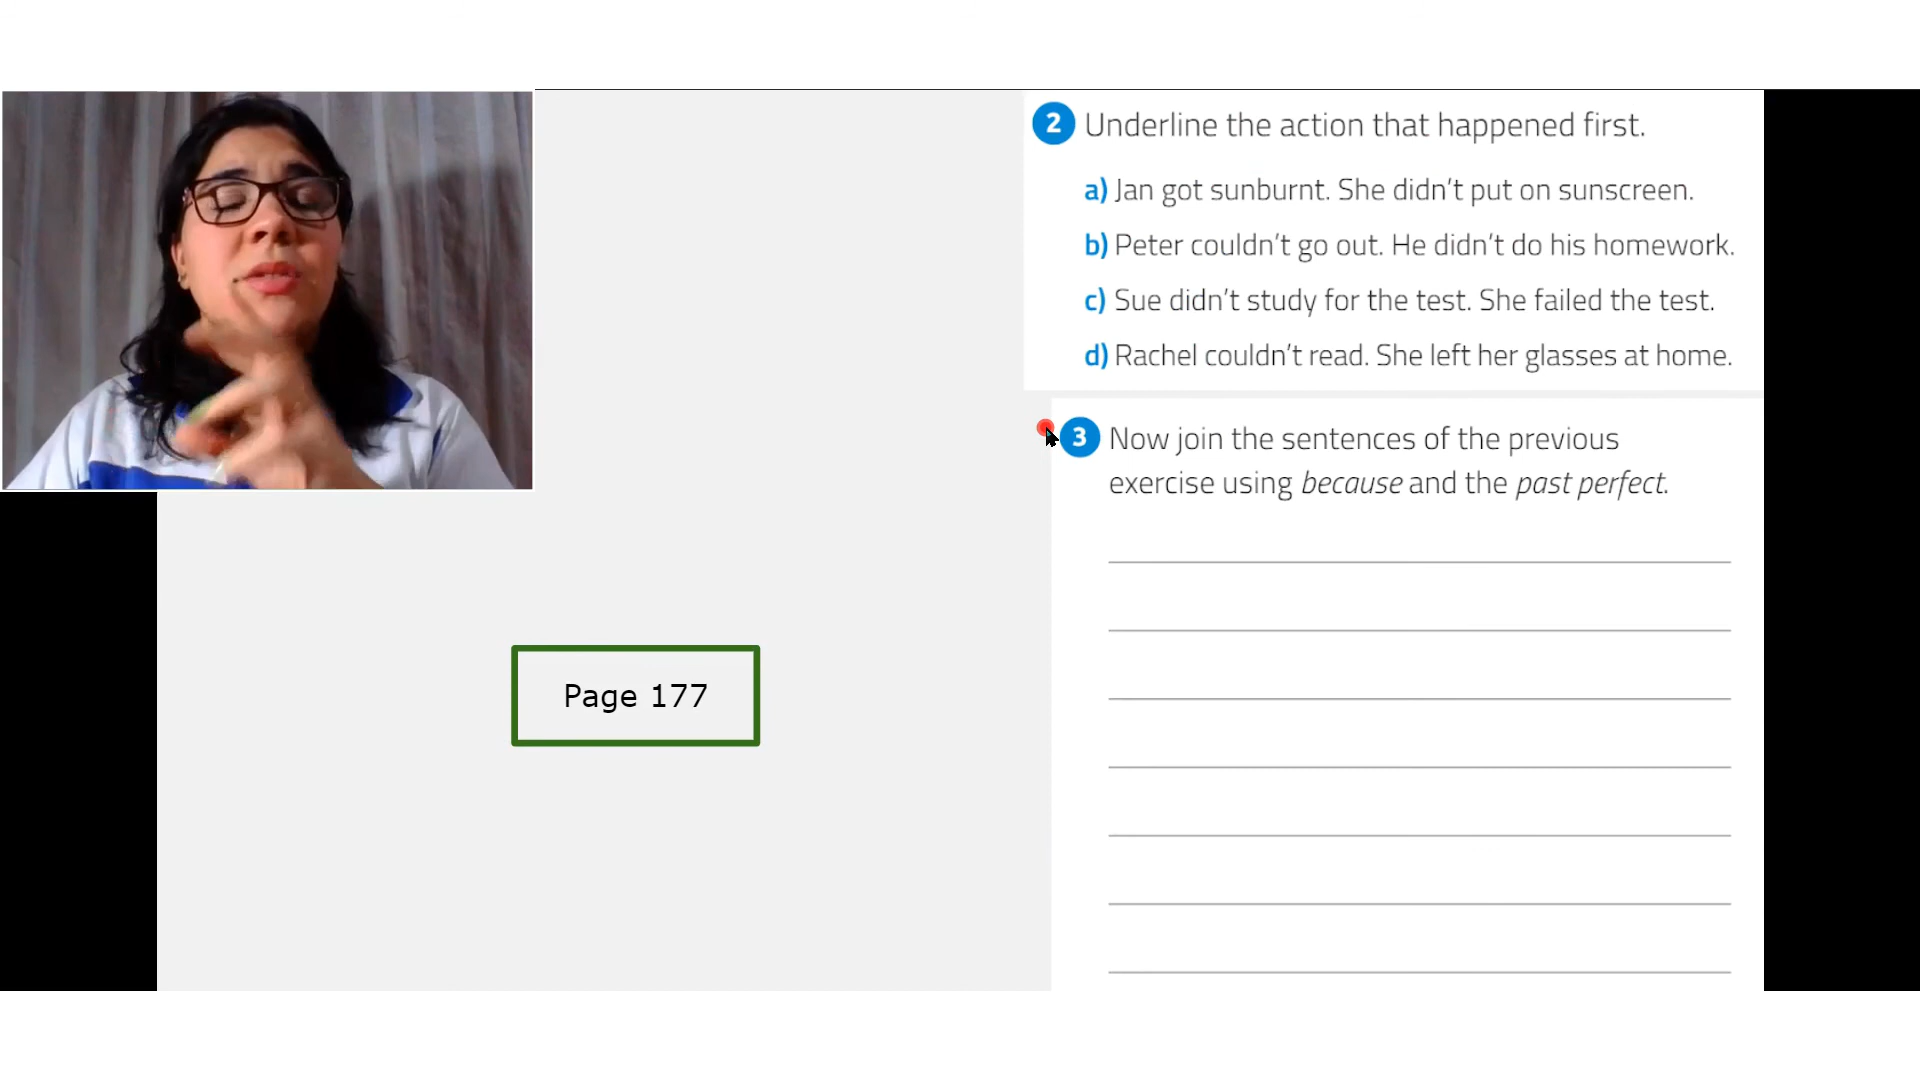 2 Underline the action that happened first.
a) Jan got sunburnt. She didn't put on sunscreen.
b) Peter couldn't go out. He didn't do his homework.
c) Sue didn't study for the test. She failed the test.
d) Rachel couldn't read. She left her glasses at home.
3 Now join the sentences of the previous
exercise using because and the past perfect.
Page 177